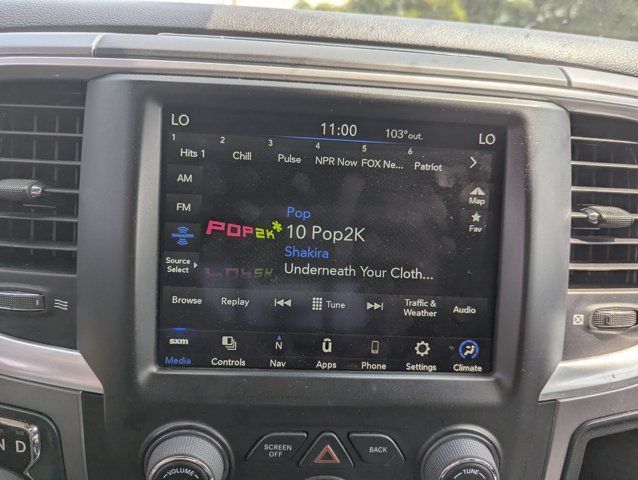 LO 11:00 103° out. LO
1 2 3 4 5 6
Hits 1 Chill Pulse NPR Now FOX Ne... Patriot
AM
Map
FM
Pop
Fav
POP2K
10 Pop2K
SiriusXM
Shakira
Source Select
Underneath Your Cloth...
Browse Replay Tune Traffic & Weather Audio
sxm N u
Media Controls Nav Apps Phone Settings Climate
D
SCREEN OFF BACK
VOLUME TUNE